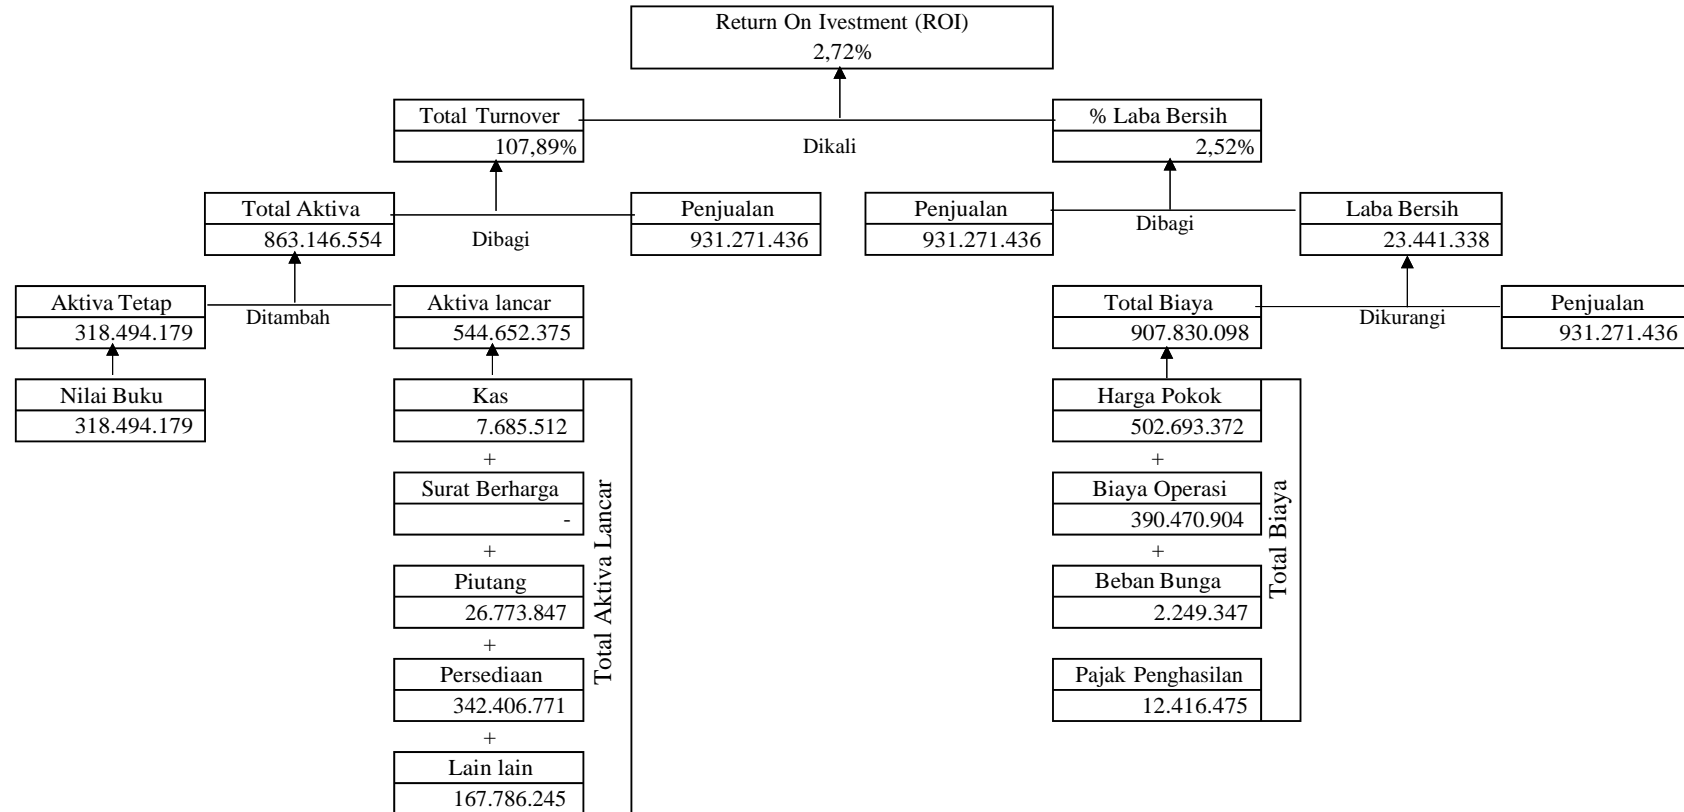 Return On Ivestment (ROI)
2,72%
Total Turnover
107,89%
Dikali
% Laba Bersih
2,52%
Total Aktiva
863.146.554
Dibagi
Penjualan
931.271.436
Penjualan
931.271.436
Dibagi
Laba Bersih
23.441.338
Aktiva Tetap
318.494.179
Ditambah
Aktiva lancar
544.652.375
Total Biaya
907.830.098
Dikurangi
Penjualan
931.271.436
Nilai Buku
318.494.179
Kas
7.685.512
+
Surat Berharga
-
+
Piutang
26.773.847
+
Persediaan
342.406.771
+
Lain lain
167.786.245
Total Aktiva Lancar
Harga Pokok
502.693.372
+
Biaya Operasi
390.470.904
+
Beban Bunga
2.249.347
Pajak Penghasilan
12.416.475
Total Biaya